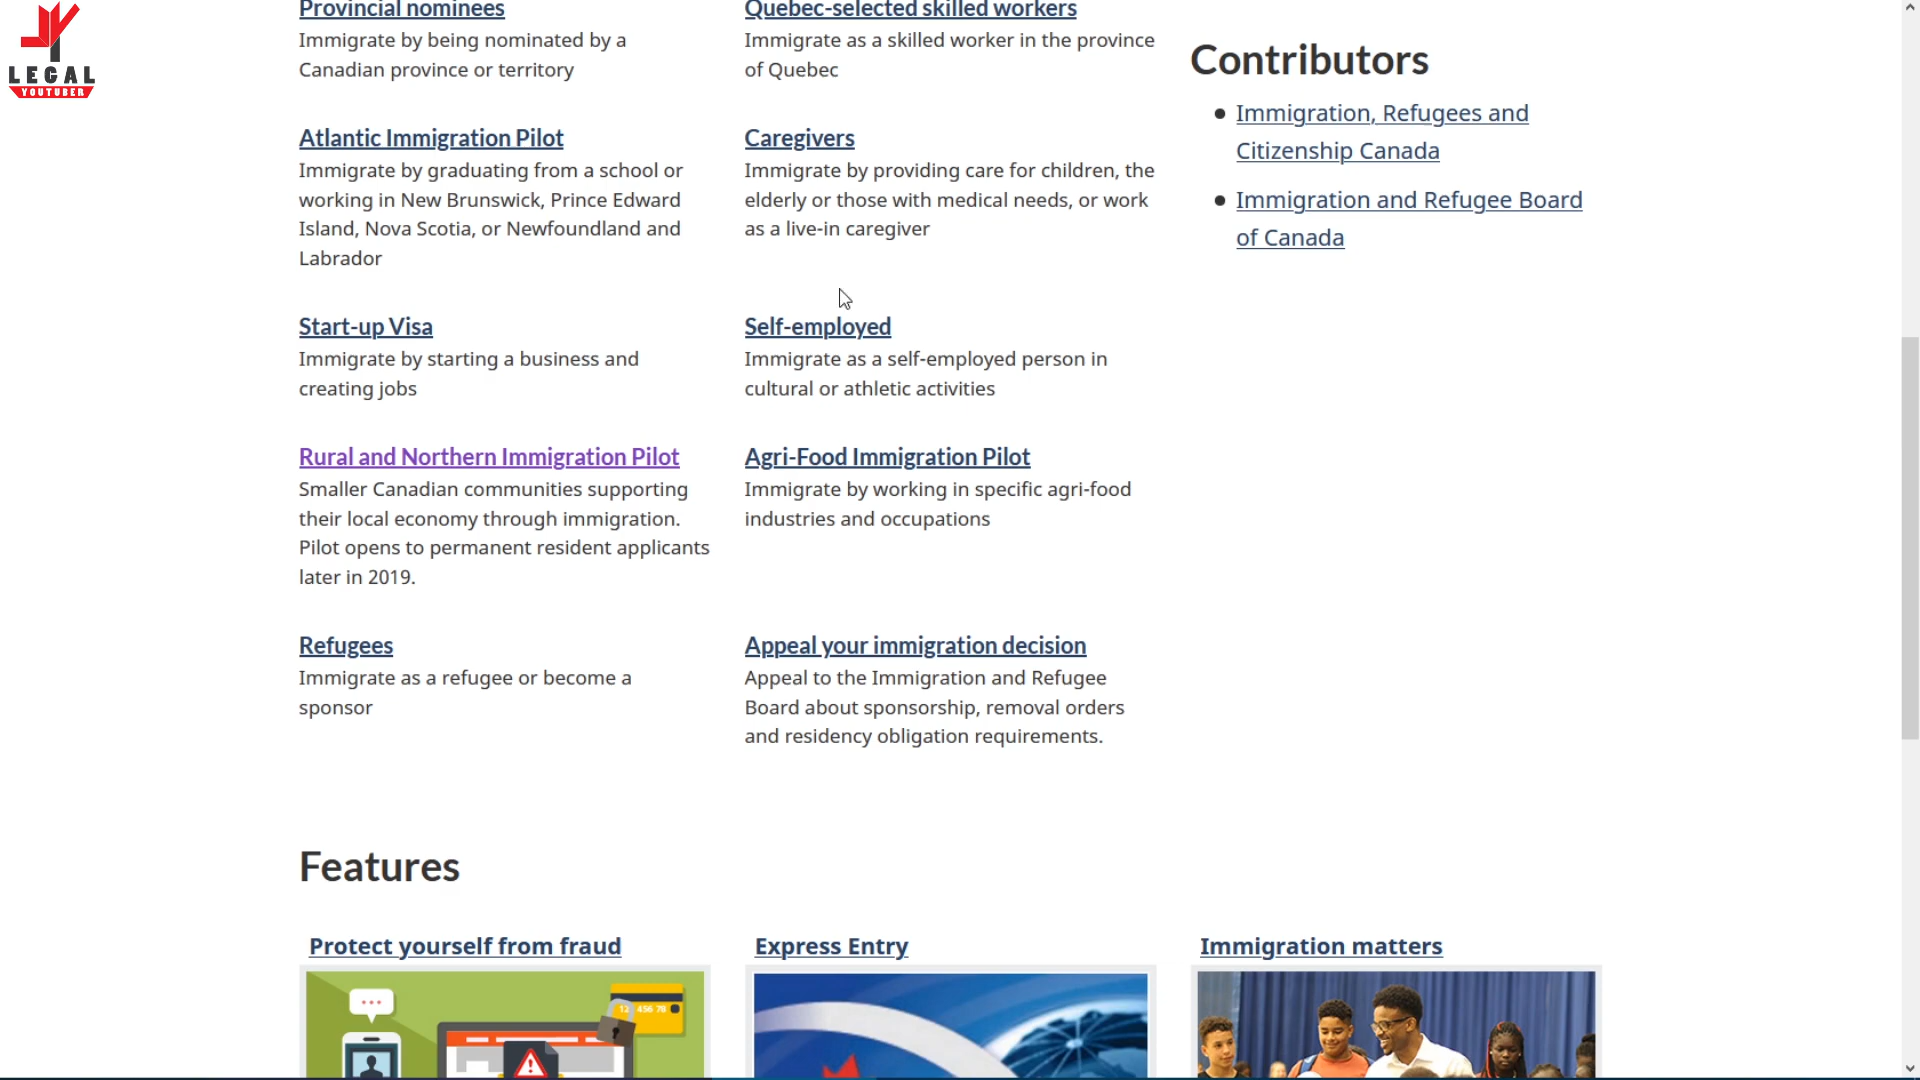 LEGAL
YOUTUBER
Provincial nominees
Immigrate by being nominated by a
Canadian province or territory
Quebec-selected skilled workers
Immigrate as a skilled worker in the province
of Quebec
Atlantic Immigration Pilot
Immigrate by graduating from a school or
working in New Brunswick, Prince Edward
Island, Nova Scotia, or Newfoundland and
Labrador
Caregivers
Immigrate by providing care for children, the
elderly or those with medical needs, or work
as a live-in caregiver
Start-up Visa
Immigrate by starting a business and
creating jobs
Self-employed
Immigrate as a self-employed person in
cultural or athletic activities
Rural and Northern Immigration Pilot
Smaller Canadian communities supporting
their local economy through immigration.
Pilot opens to permanent resident applicants
later in 2019.
Agri-Food Immigration Pilot
Immigrate by working in specific agri-food
industries and occupations
Refugees
Immigrate as a refugee or become a
sponsor
Appeal your immigration decision
Appeal to the Immigration and Refugee
Board about sponsorship, removal orders
and residency obligation requirements.
Contributors
Immigration, Refugees and
Citizenship Canada
Immigration and Refugee Board
of Canada
Features
Protect yourself from fraud
Express Entry
Immigration matters
12 456 78